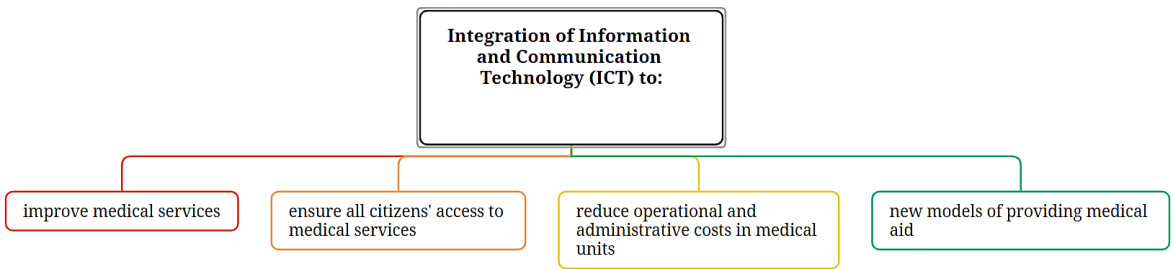 Integration of Information
and Communication
Technology (ICT) to:
improve medical services
ensure all citizens' access to
medical services
reduce operational and
administrative costs in medical
units
new models of providing medical
aid